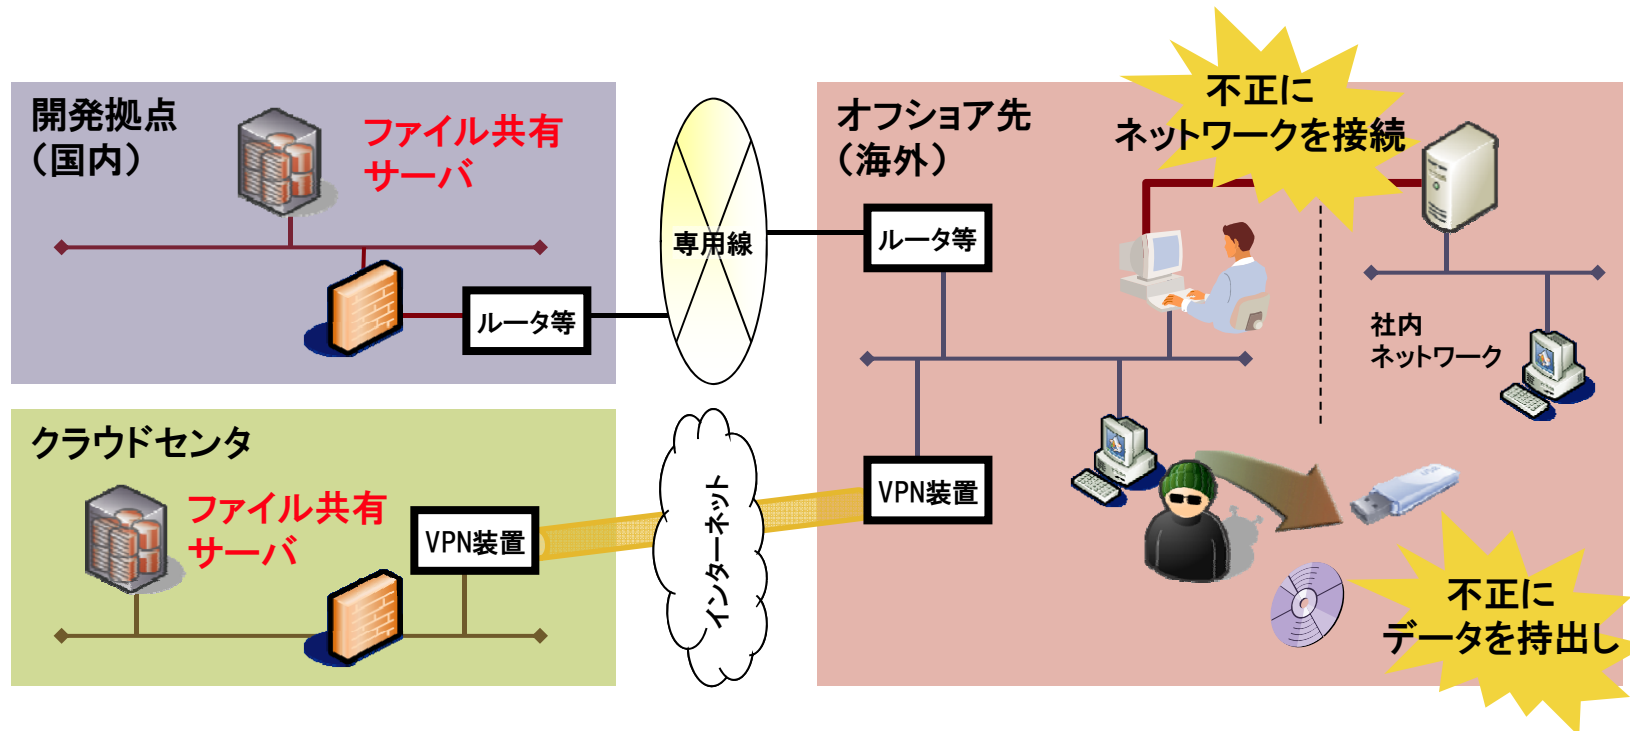 開発拠点
（国内）
ファイル共有
サーバ
ルータ等
専用線
クラウドセンタ
ファイル共有
サーバ
VPN装置
インターネット
オフショア先
（海外）
ルータ等
VPN装置
不正に
ネットワークを接続
社内
ネットワーク
不正に
データを持出し